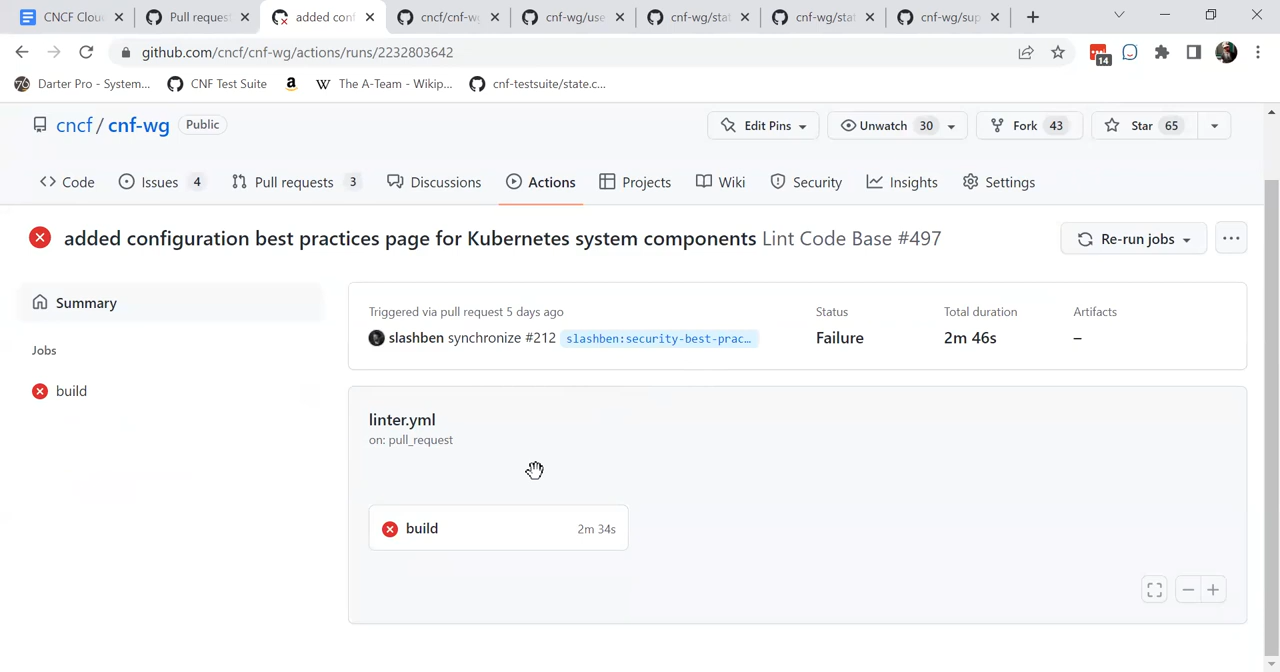 CNCF Clou
Pull reques
added conf
cncf/cnf-w
cnf-wg/use
cnf-wg/sta
cnf-wg/sta
cnf-wg/sup
github.com/cncf/cnf-wg/actions/runs/2232803642
14
Darter Pro - System...
CNF Test Suite
The A-Team - Wikip...
cnf-testsuite/state.c...
cncf / cnf-wg Public
Edit Pins
Unwatch 30
Fork 43
Star 65
Code
Issues 4
Pull requests 3
Discussions
Actions
Projects
Wiki
Security
Insights
Settings
added configuration best practices page for Kubernetes system components Lint Code Base #497
Re-run jobs
Summary
Jobs
build
Triggered via pull request 5 days ago
slashben synchronize #212 slashben:security-best-prac…
Status
Failure
Total duration
2m 46s
Artifacts
–
linter.yml
on: pull_request
build 2m 34s